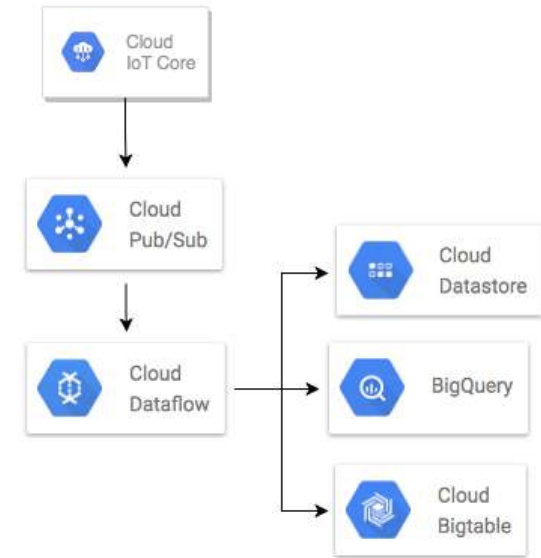 Cloud
IoT Core
Cloud
Pub/Sub
Cloud
Datastore
Cloud
Dataflow
BigQuery
Cloud
Bigtable